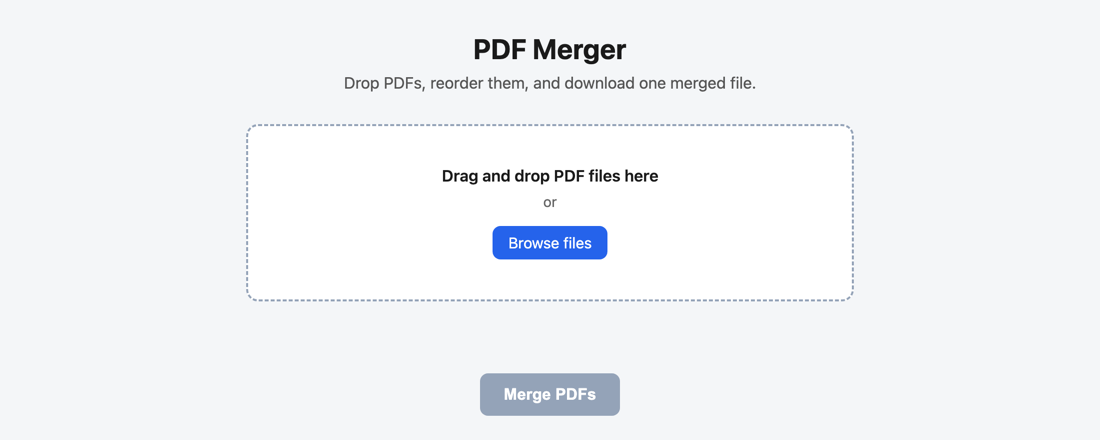 PDF Merger
Drop PDFs, reorder them, and download one merged file.
Drag and drop PDF files here
or
Browse files
Merge PDFs